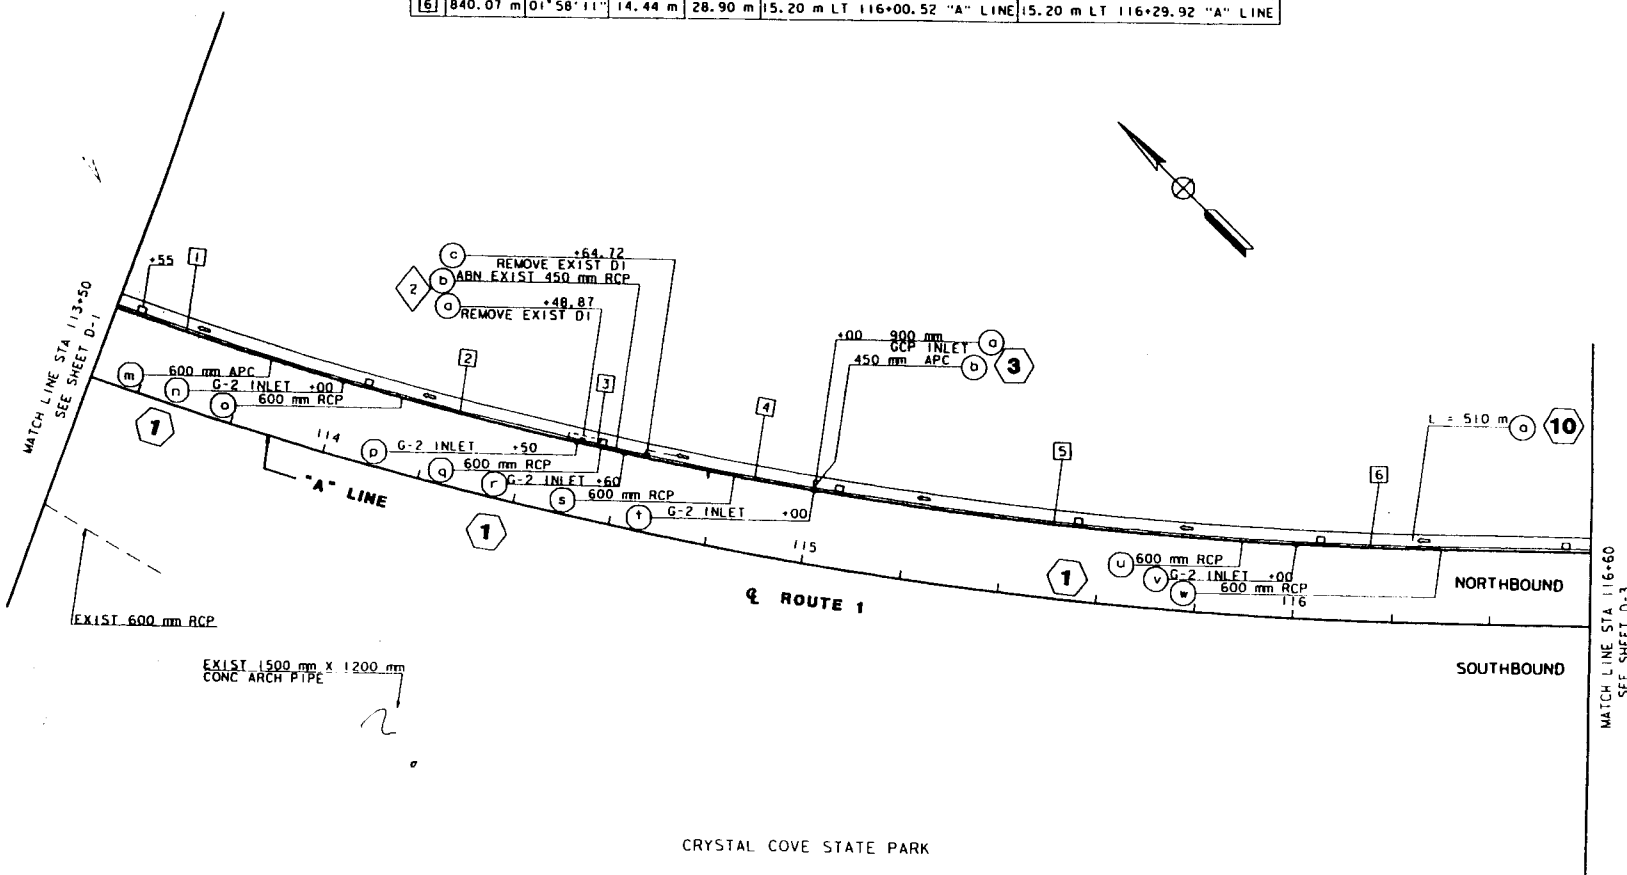 6 840.07 m 01°58'11" 14.44 m 28.90 m 15.20 m LT 116+00.52 "A" LINE 15.20 m LT 116+29.92 "A" LINE
MATCH LINE STA 113+50
SEE SHEET D-1
+55
1
c +64.72
REMOVE EXIST DI
2 b ABN EXIST 450 mm RCP
a +48.87
REMOVE EXIST DI
+00 900 mm a
GCP INLET
450 mm APC b 3
2
3
4
5
6
L = 510 m a 10
m 600 mm APC
n G-2 INLET +00
o 600 mm RCP
1
114
"A" LINE
p G-2 INLET +50
q 600 mm RCP
r G-2 INLET +60
s 600 mm RCP
t G-2 INLET +00
1
115
℄ ROUTE 1
1
u 600 mm RCP
v G-2 INLET +00
w 600 mm RCP
116
NORTHBOUND
SOUTHBOUND
MATCH LINE STA 116+60
SEE SHEET D-3
EXIST 600 mm RCP
EXIST 1500 mm X 1200 mm
CONC ARCH PIPE
CRYSTAL COVE STATE PARK